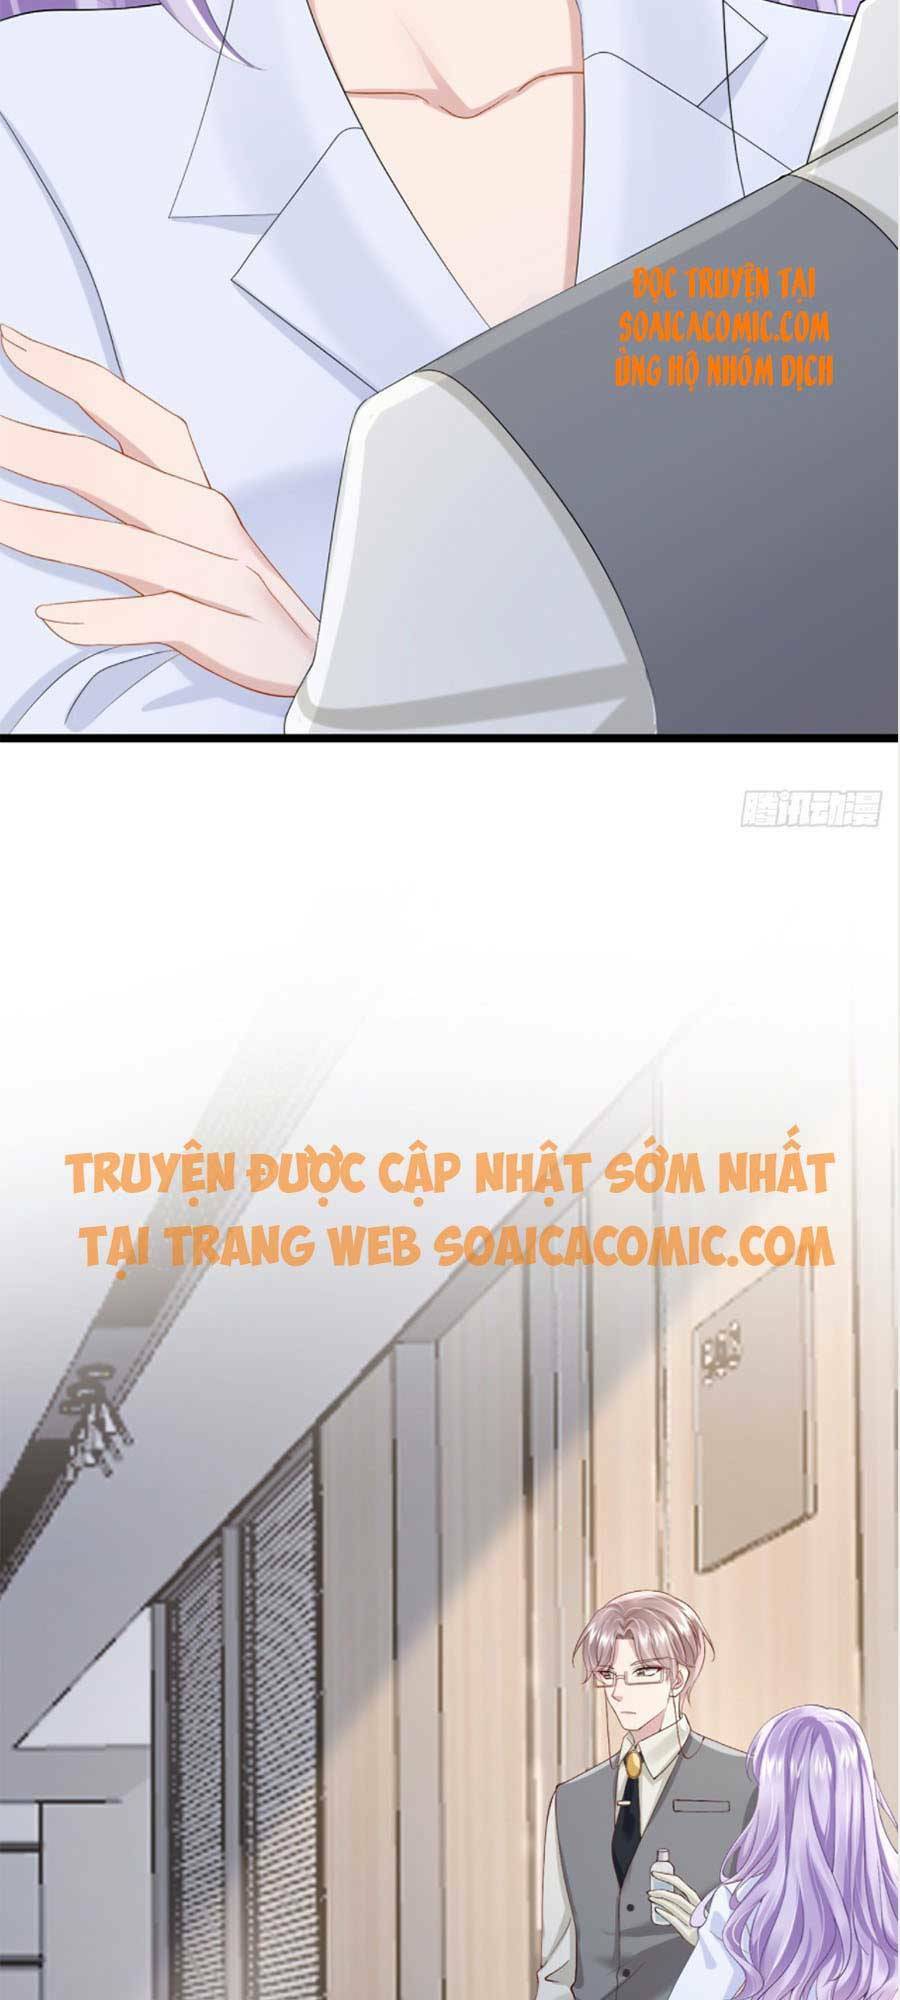 ĐỌC TRUYỆN TẠI
SOAICACOMIC.COM
ỦNG HỘ NHÓM DỊCH
腾讯动漫
TRUYỆN ĐƯỢC CẬP NHẬT SỚM NHẤT
TẠI TRANG WEB SOAICACOMIC.COM